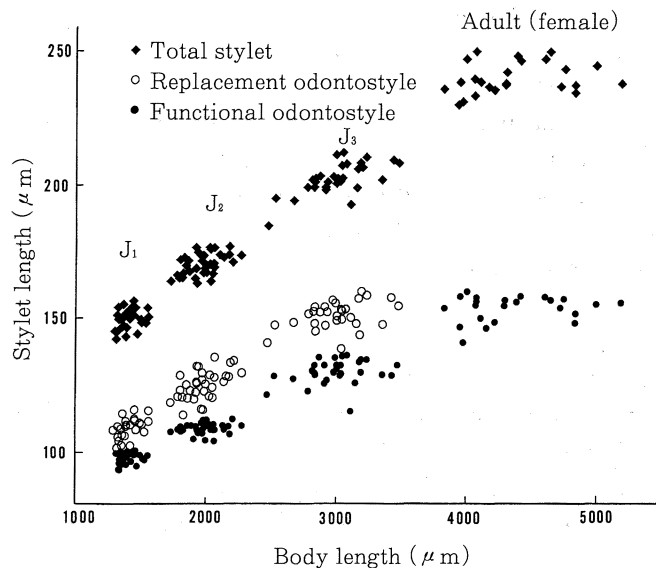 Adult (female)
250
Total stylet
Replacement odontostyle
Functional odontostyle
J3
200
J2
J1
150
100
Stylet length (μm)
1000 2000 3000 4000 5000
Body length (μm)